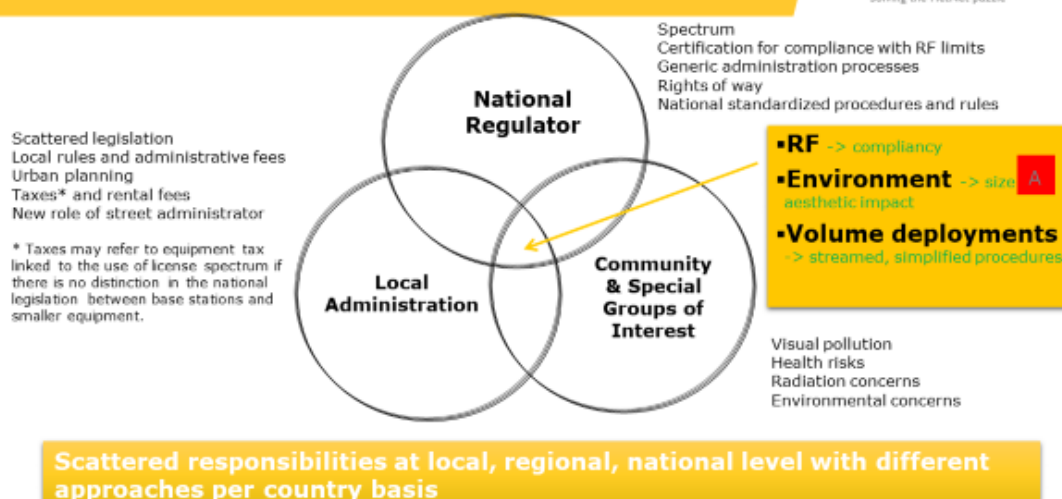 Spectrum
Certification for compliance with RF limits
Generic administration processes
Rights of way
National standardized procedures and rules
National
Regulator
Scattered legislation
Local rules and administrative fees
Urban planning
Taxes* and rental fees
New role of street administrator
* Taxes may refer to equipment tax
linked to the use of license spectrum if
there is no distinction in the national
legislation between base stations and
smaller equipment.
▪RF -> compliancy
▪Environment -> size A
aesthetic impact
▪Volume deployments
-> streamed, simplified procedures
Local
Administration
Community
& Special
Groups of
Interest
Visual pollution
Health risks
Radiation concerns
Environmental concerns
Scattered responsibilities at local, regional, national level with different
approaches per country basis